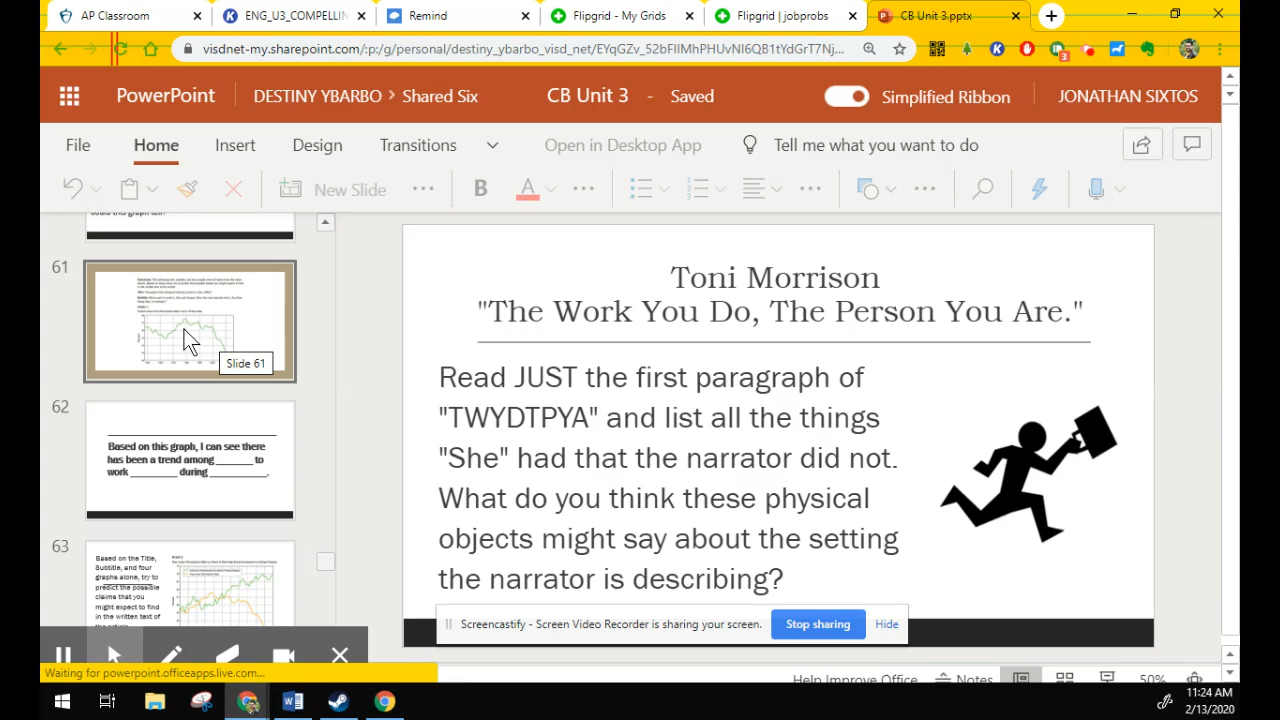 AP Classroom
ENG_U3_COMPELLIN
Remind
Flipgrid - My Grids
Flipgrid | jobprobs
CB Unit 3.pptx
visdnet-my.sharepoint.com/:p:/g/personal/destiny_ybarbo_visd_net/EYqGZv_52bFIIMhPHUvNI6QB1tYdGrT7Nj...
3
PowerPoint
DESTINY YBARBO > Shared Six
CB Unit 3 - Saved
Simplified Ribbon
JONATHAN SIXTOS
File
Home
Insert
Design
Transitions
Open in Desktop App
Tell me what you want to do
New Slide
B
A
61
Slide 61
62
Based on this graph, I can see there
has been a trend among ______ to
work ________ during __________.
63
Based on the Title,
Subtitle, and four
graphs alone, try to
predict the possible
claims that you
might expect to find
in the written text of
Toni Morrison
"The Work You Do, The Person You Are."
Read JUST the first paragraph of
"TWYDTPYA" and list all the things
"She" had that the narrator did not.
What do you think these physical
objects might say about the setting
the narrator is describing?
Screencastify - Screen Video Recorder is sharing your screen.
Stop sharing
Hide
Waiting for powerpoint.officeapps.live.com...
Help Improve Office
Notes
50%
11:24 AM
2/13/2020